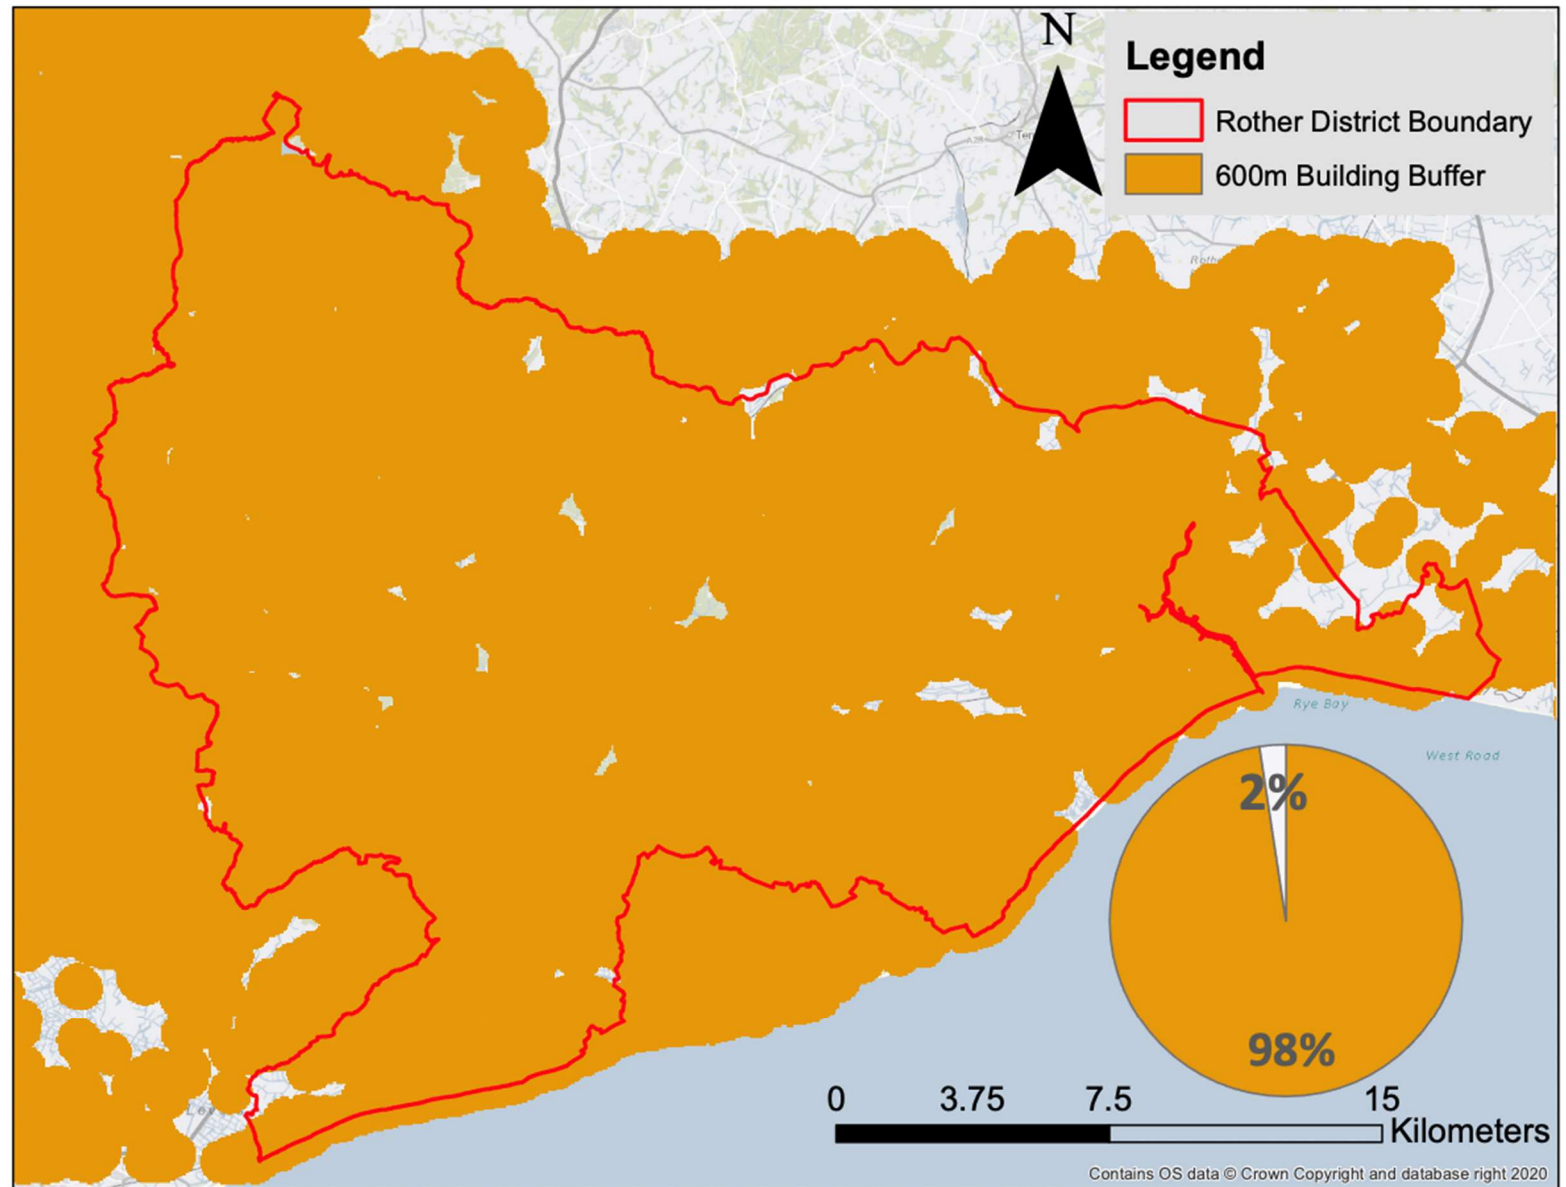 N
Legend
Rother District Boundary
600m Building Buffer
Rye Bay
West Road
2%
98%
0 3.75 7.5 15
Kilometers
Contains OS data © Crown Copyright and database right 2020